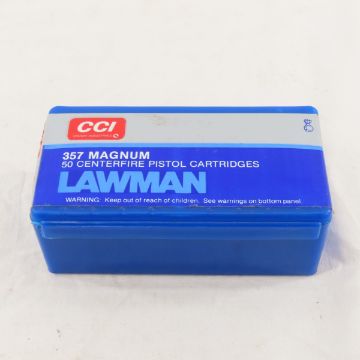 CCI
357 MAGNUM
50 CENTERFIRE PISTOL CARTRIDGES
LAWMAN
WARNING: Keep out of reach of children. See warnings on bottom panel.